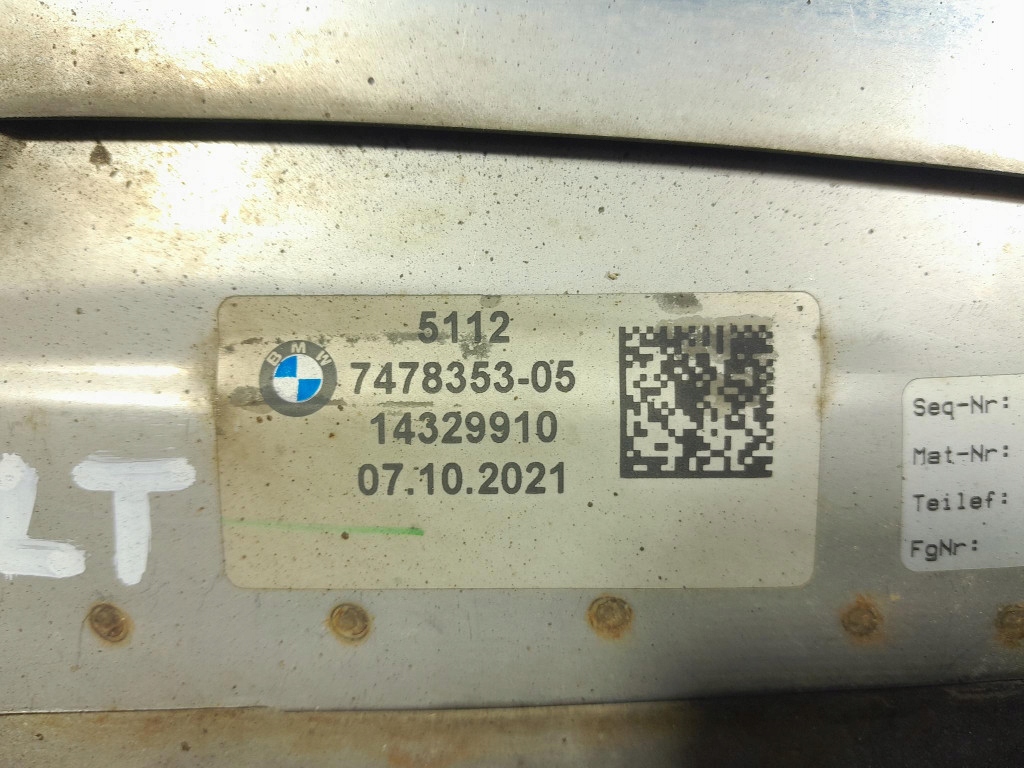 5112
BMW
7478353-05
14329910
07.10.2021
LT
Seq-Nr:
Mat-Nr:
Teilef:
FgNr: